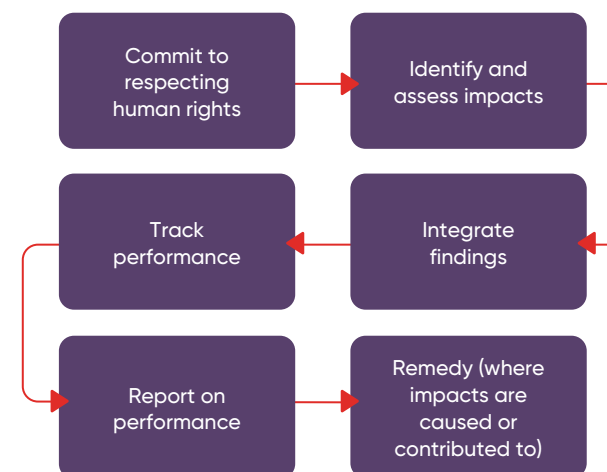 Commit to
respecting
human rights
Identify and
assess impacts
Integrate
findings
Track
performance
Report on
performance
Remedy (where
impacts are
caused or
contributed to)